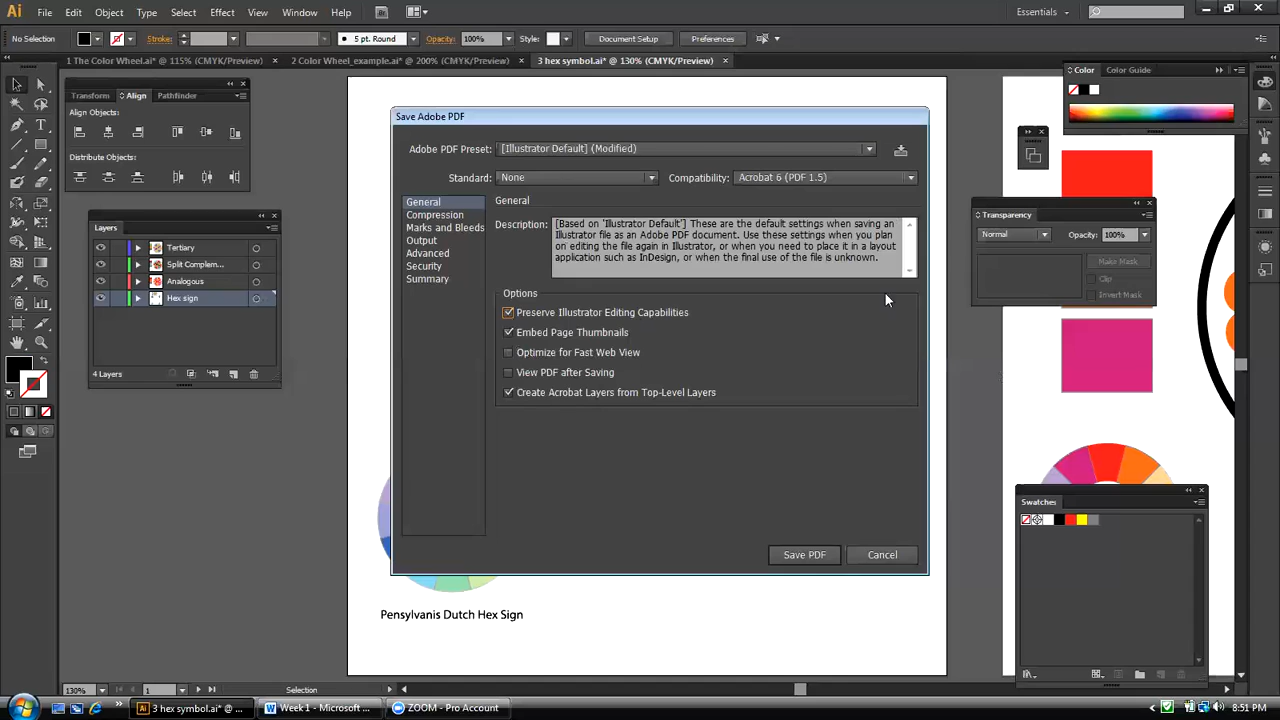 Ai File Edit Object Type Select Effect View Window Help Br Essentials
No Selection Stroke: 5 pt. Round Opacity: 100% Style: Document Setup Preferences
1 The Color Wheel.ai* @ 115% (CMYK/Preview) 2 Color Wheel_example.ai* @ 200% (CMYK/Preview) 3 hex symbol.ai* @ 130% (CMYK/Preview)
Transform Align Pathfinder
Align Objects:
Distribute Objects:
Layers
Tertiary
Split Complem...
Analogous
Hex sign
4 Layers
Save Adobe PDF
Adobe PDF Preset: [Illustrator Default] (Modified)
Standard: None Compatibility: Acrobat 6 (PDF 1.5)
General
Compression
Marks and Bleeds
Output
Advanced
Security
Summary
General
Description: [Based on 'Illustrator Default'] These are the default settings when saving an
Illustrator file as an Adobe PDF document. Use these settings when you plan
on editing the file again in Illustrator, or when you need to place it in a layout
application such as InDesign, or when the final use of the file is unknown.
Options
Preserve Illustrator Editing Capabilities
Embed Page Thumbnails
Optimize for Fast Web View
View PDF after Saving
Create Acrobat Layers from Top-Level Layers
Save PDF Cancel
Color Color Guide
Transparency
Normal Opacity: 100%
Make Mask
Clip
Invert Mask
Swatches
Pensylvanis Dutch Hex Sign
130% 1 Selection
3 hex symbol.ai* @ ... Week 1 - Microsoft ... ZOOM - Pro Account 8:51 PM